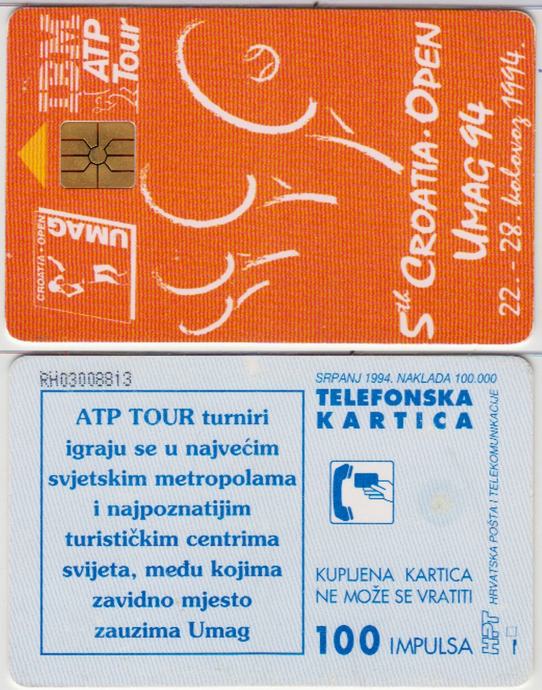 IBM
ATP
Tour
CROATIA · OPEN
UMAG
5th CROATIA · OPEN
UMAG 94
22. - 28. kolovoz 1994.
RH03008813
ATP TOUR turniri
igraju se u najvećim
svjetskim metropolama
i najpoznatijim
turističkim centrima
svijeta, među kojima
zavidno mjesto
zauzima Umag
SRPANJ 1994. NAKLADA 100.000
TELEFONSKA
KARTICA
KUPLJENA KARTICA
NE MOŽE SE VRATITI
100 IMPULSA
HPT HRVATSKA POŠTA I TELEKOMUNIKACIJE